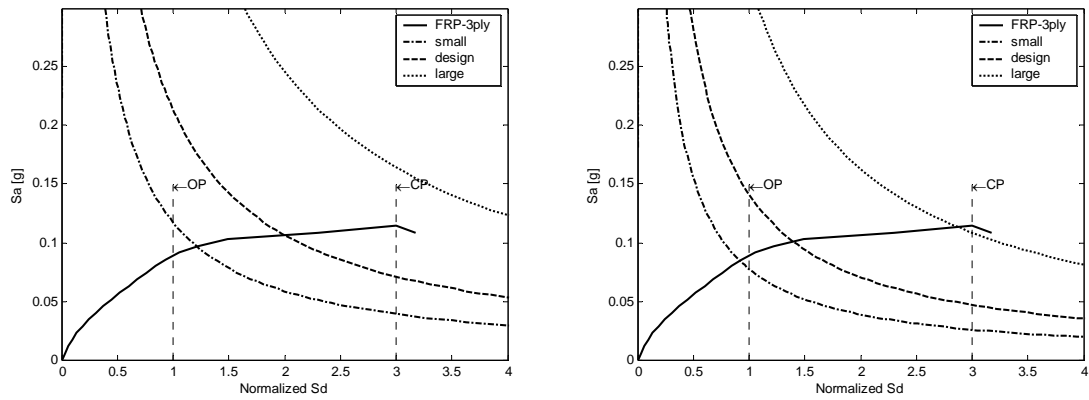 FRP-3ply
small
design
large
0.25
0.2
0.15
0.1
0.05
0
Sa [g]
←OP
←CP
0 0.5 1 1.5 2 2.5 3 3.5 4
Normalized Sd
FRP-3ply
small
design
large
0.25
0.2
0.15
0.1
0.05
0
Sa [g]
←OP
←CP
0 0.5 1 1.5 2 2.5 3 3.5 4
Normalized Sd